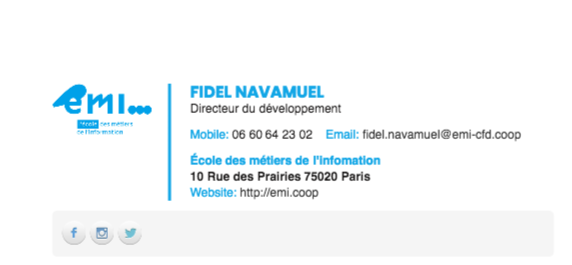 emi...
l'école des métiers
de l'information
FIDEL NAVAMUEL
Directeur du développement
Mobile: 06 60 64 23 02 Email: fidel.navamuel@emi-cfd.coop
École des métiers de l'Infomation
10 Rue des Prairies 75020 Paris
Website: http://emi.coop